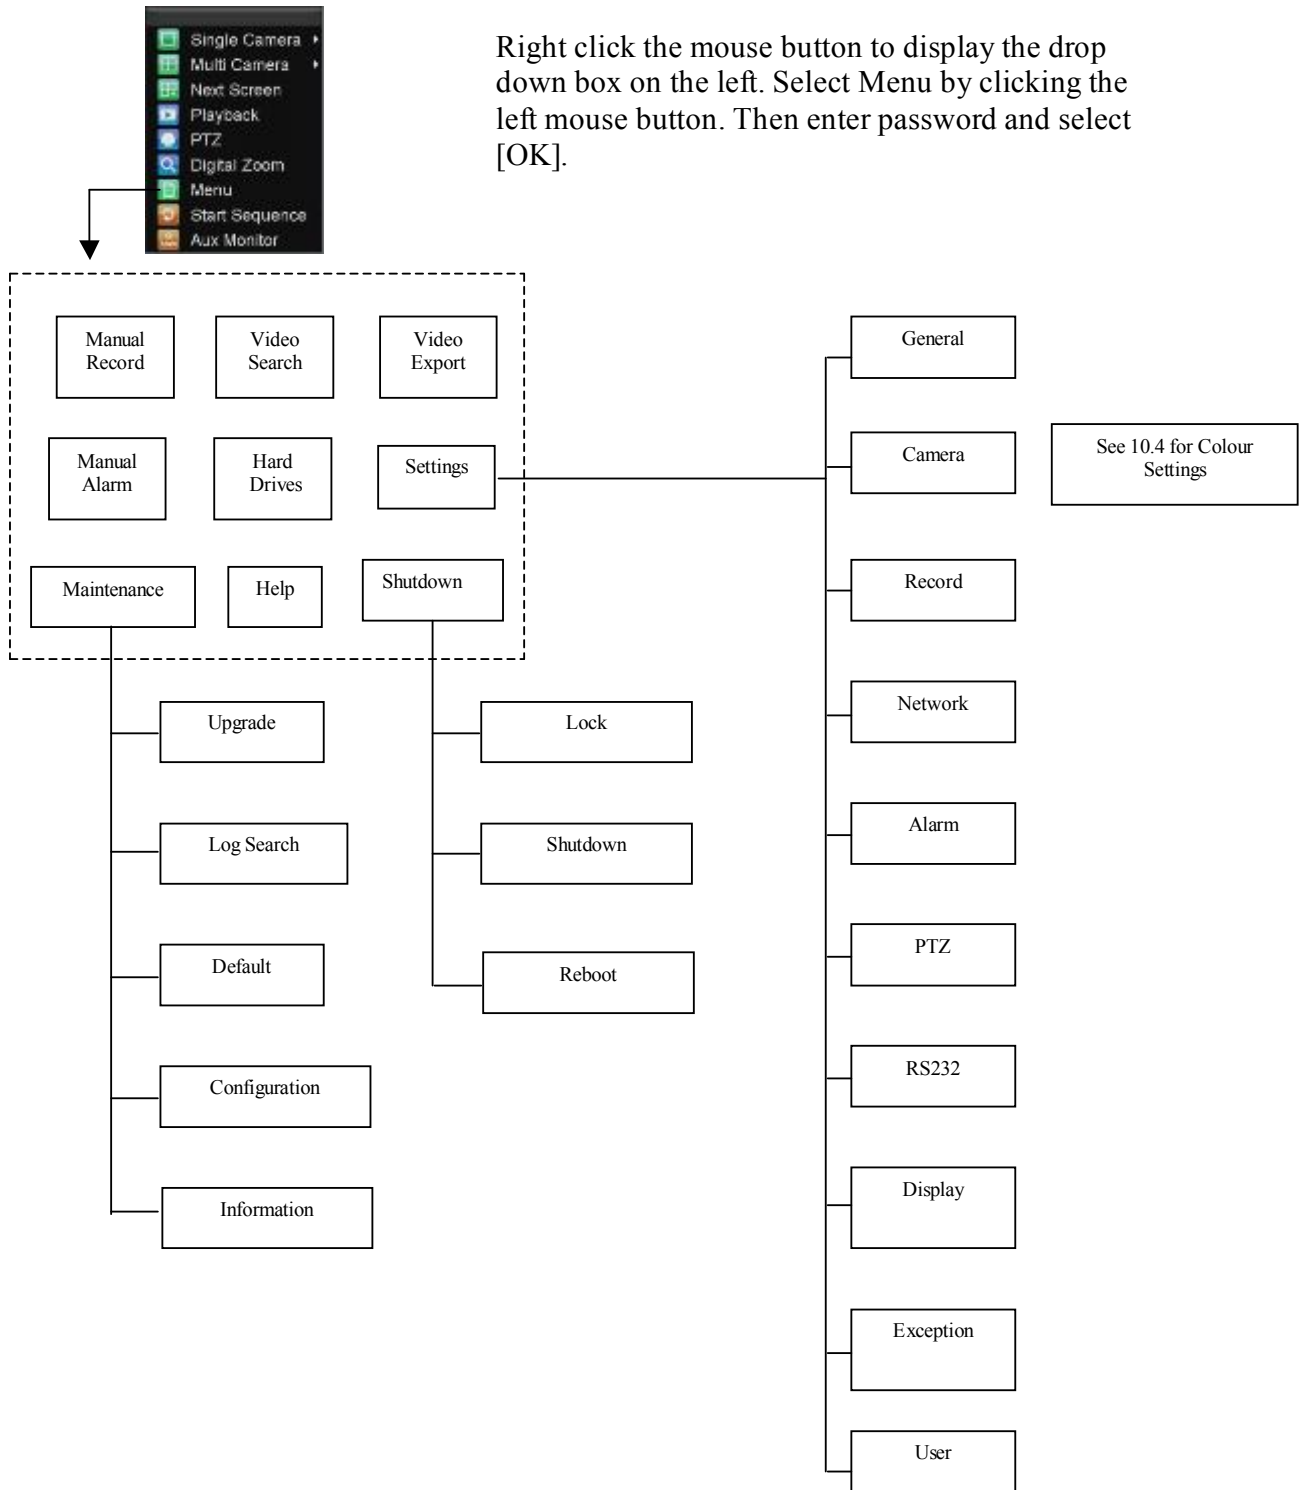 Single Camera
Multi Camera
Next Screen
Playback
PTZ
Digital Zoom
Menu
Start Sequence
Aux Monitor
Right click the mouse button to display the drop
down box on the left. Select Menu by clicking the
left mouse button. Then enter password and select
[OK].
Manual
Record
Video
Search
Video
Export
Manual
Alarm
Hard
Drives
Settings
Maintenance
Help
Shutdown
Upgrade
Log Search
Default
Configuration
Information
Lock
Shutdown
Reboot
General
Camera
See 10.4 for Colour
Settings
Record
Network
Alarm
PTZ
RS232
Display
Exception
User